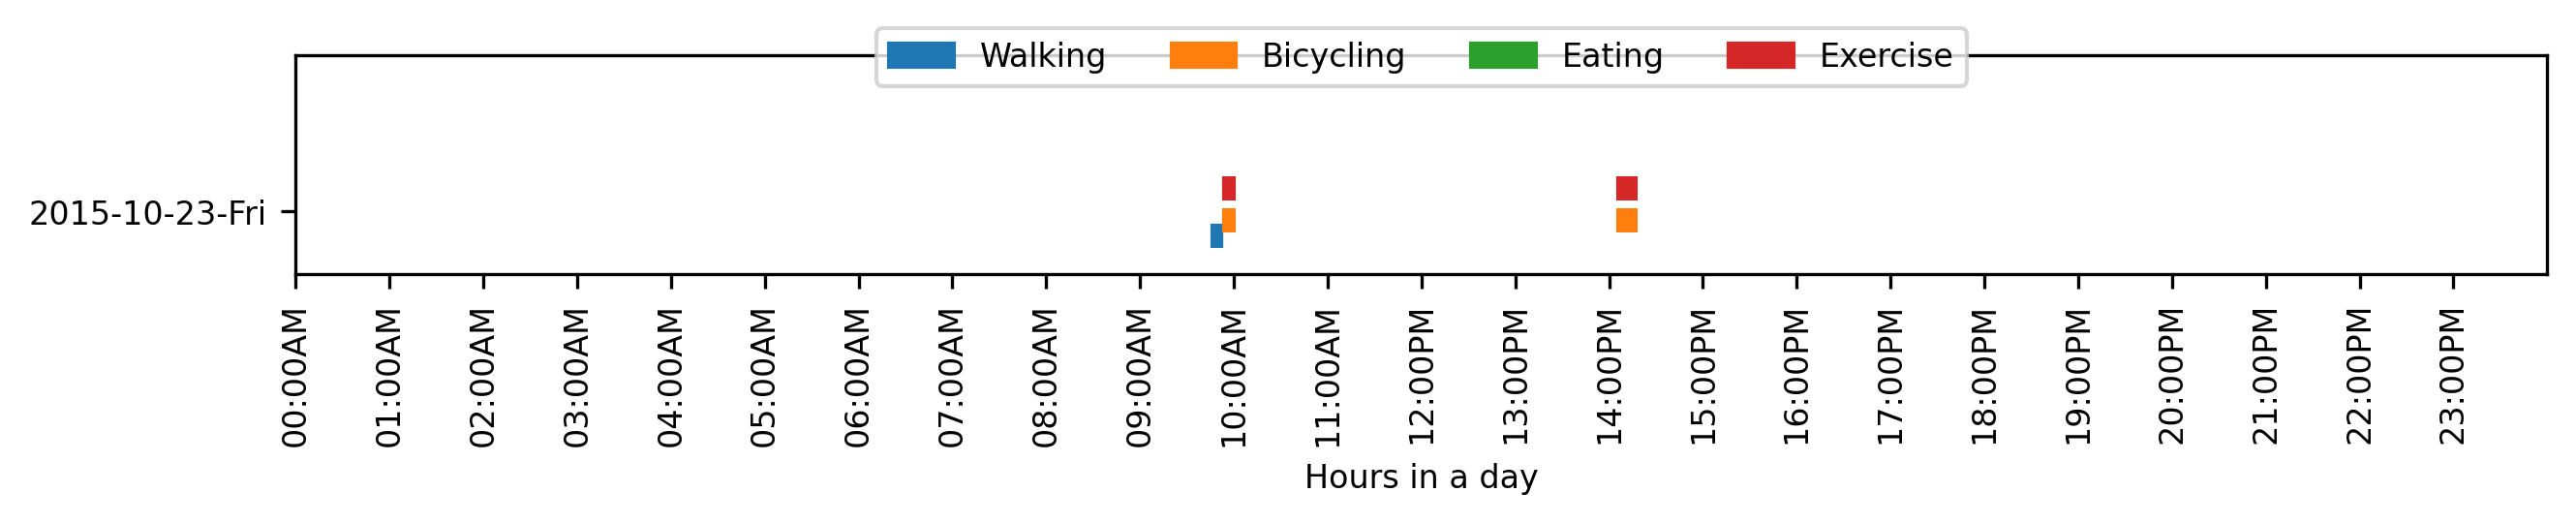 Walking Bicycling Eating Exercise
2015-10-23-Fri
00:00AM 01:00AM 02:00AM 03:00AM 04:00AM 05:00AM 06:00AM 07:00AM 08:00AM 09:00AM 10:00AM 11:00AM 12:00PM 13:00PM 14:00PM 15:00PM 16:00PM 17:00PM 18:00PM 19:00PM 20:00PM 21:00PM 22:00PM 23:00PM
Hours in a day